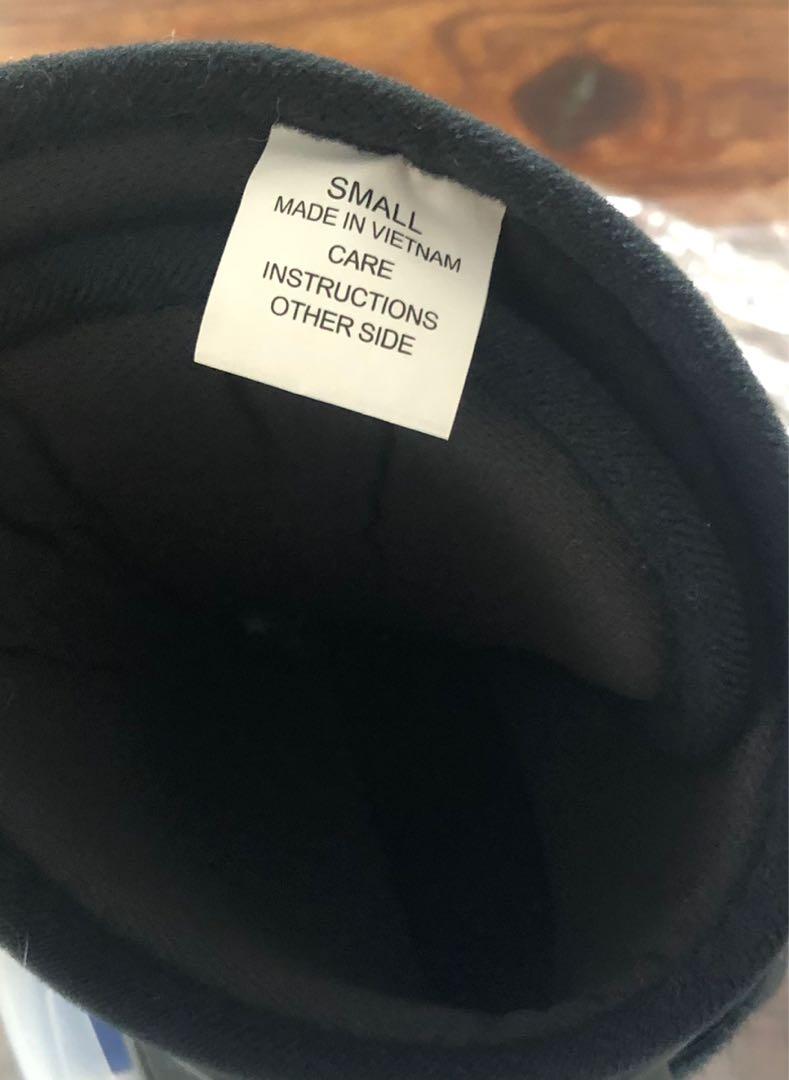 SMALL
MADE IN VIETNAM
CARE
INSTRUCTIONS
OTHER SIDE